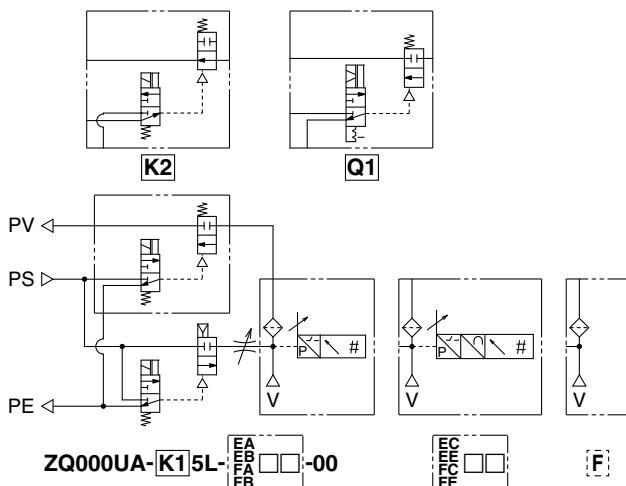 K2
Q1
PV
PS
PE
P
#
V
P
#
V
V
ZQ000UA-K15L-
EA
EB
FA
FB
□□-00
EC
EE
FC
FE
□□
F